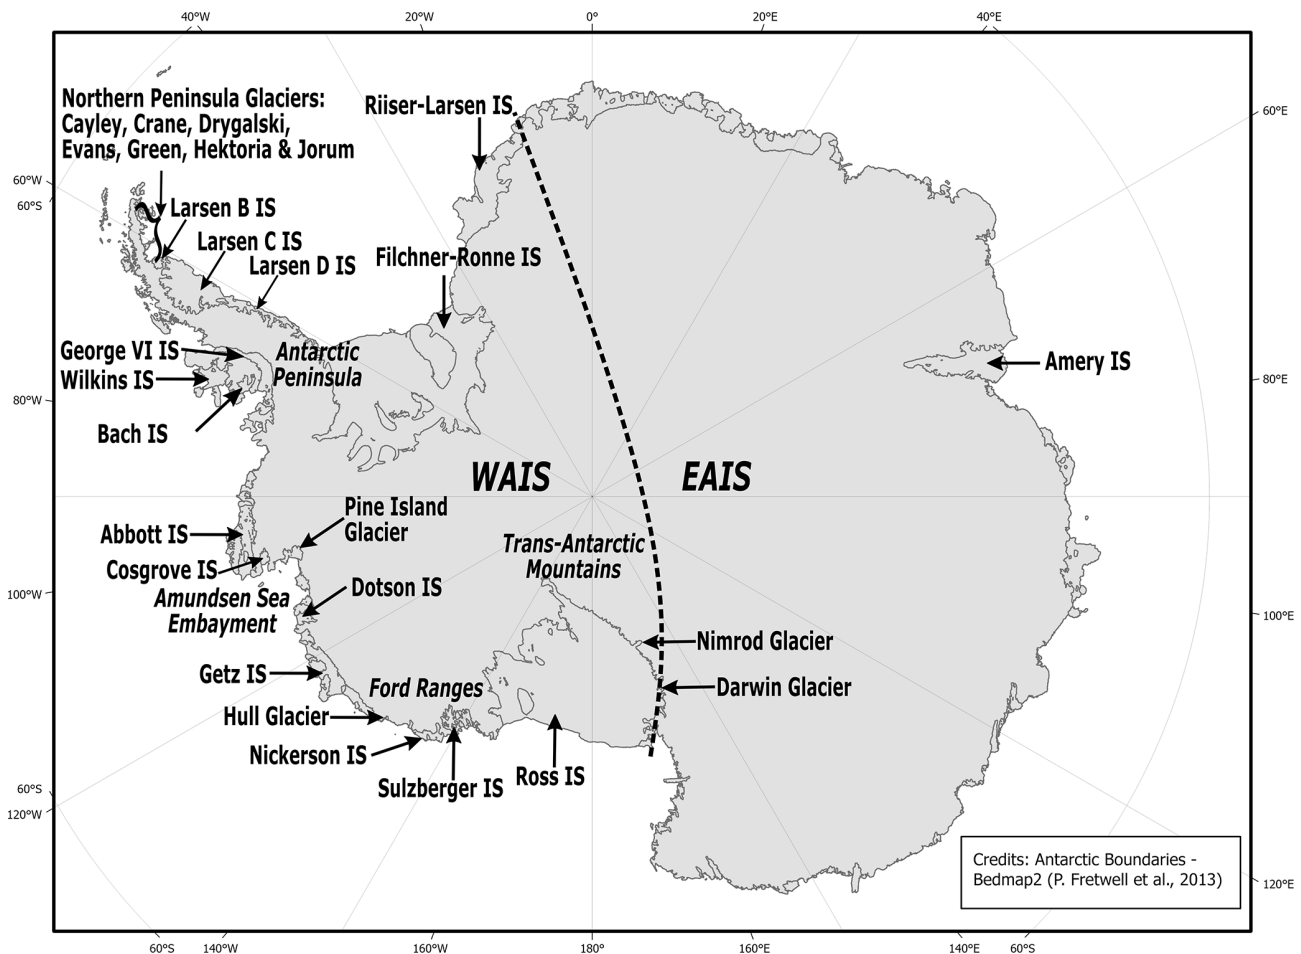 40°W
20°W
0°
20°E
40°E
Northern Peninsula Glaciers:
Cayley, Crane, Drygalski,
Evans, Green, Hektoria & Jorum
Riiser-Larsen IS
60°E
60°W
60°S
Larsen B IS
Larsen C IS
Larsen D IS
Filchner-Ronne IS
George VI IS
Wilkins IS
Antarctic
Peninsula
Amery IS
80°E
80°W
Bach IS
WAIS
EAIS
Pine Island
Glacier
Abbott IS
Cosgrove IS
Trans-Antarctic
Mountains
Dotson IS
100°W
Amundsen Sea
Embayment
100°E
Nimrod Glacier
Getz IS
Ford Ranges
Darwin Glacier
Hull Glacier
Nickerson IS
Sulzberger IS
Ross IS
60°S
120°W
Credits: Antarctic Boundaries -
Bedmap2 (P. Fretwell et al., 2013)
120°E
60°S
140°W
160°W
180°
160°E
140°E
60°S